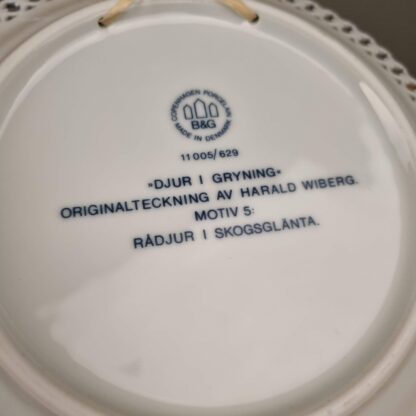 COPENHAGEN PORCELAIN
B&G
MADE IN DENMARK
11005/629
»DJUR I GRYNING«
ORIGINALTECKNING AV HARALD WIBERG.
MOTIV 5:
RÅDJUR I SKOGSGLÄNTA.